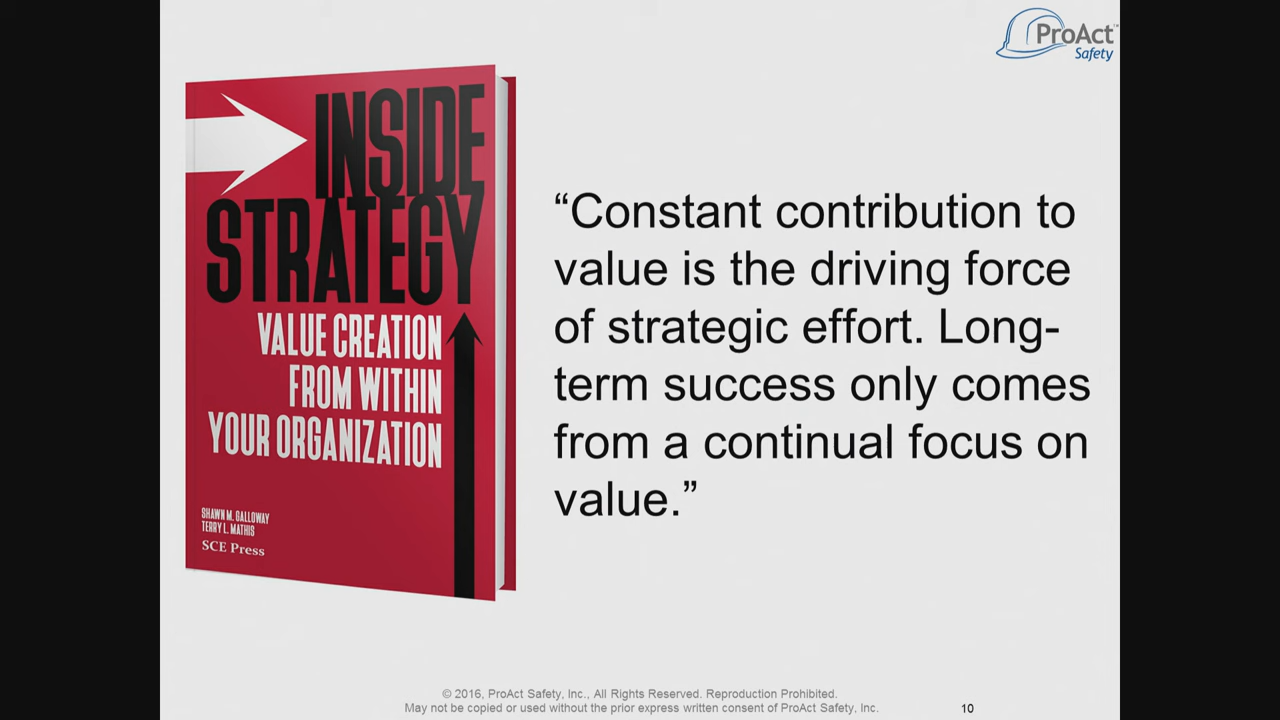 ProAct™
Safety
INSIDE
STRATEGY
VALUE CREATION
FROM WITHIN
YOUR ORGANIZATION
SHAWN M. GALLOWAY
TERRY L. MATHIS
SCE Press
“Constant contribution to
value is the driving force
of strategic effort. Long-
term success only comes
from a continual focus on
value.”
© 2016, ProAct Safety, Inc., All Rights Reserved. Reproduction Prohibited.
May not be copied or used without the prior express written consent of ProAct Safety, Inc.
10